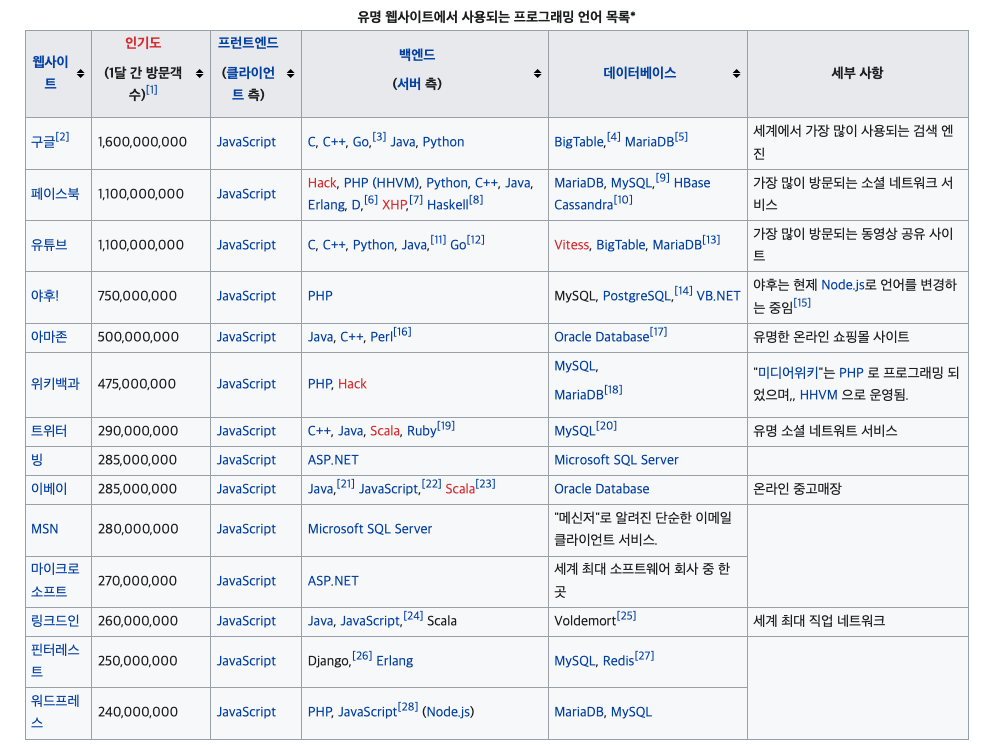 유명 웹사이트에서 사용되는 프로그래밍 언어 목록*
웹사이
트
인기도
(1달 간 방문객
수)[1]
프런트엔드
(클라이언
트 측)
백엔드
(서버 측)
데이터베이스
세부 사항
구글[2]
1,600,000,000
JavaScript
C, C++, Go,[3] Java, Python
BigTable,[4] MariaDB[5]
세계에서 가장 많이 사용되는 검색 엔
진
페이스북
1,100,000,000
JavaScript
Hack, PHP (HHVM), Python, C++, Java,
Erlang, D,[6] XHP,[7] Haskell[8]
MariaDB, MySQL,[9] HBase
Cassandra[10]
가장 많이 방문되는 소셜 네트워크 서
비스
유튜브
1,100,000,000
JavaScript
C, C++, Python, Java,[11] Go[12]
Vitess, BigTable, MariaDB[13]
가장 많이 방문되는 동영상 공유 사이
트
야후!
750,000,000
JavaScript
PHP
MySQL, PostgreSQL,[14] VB.NET
야후는 현재 Node.js로 언어를 변경하
는 중임[15]
아마존
500,000,000
JavaScript
Java, C++, Perl[16]
Oracle Database[17]
유명한 온라인 쇼핑몰 사이트
위키백과
475,000,000
JavaScript
PHP, Hack
MySQL,
MariaDB[18]
"미디어위키"는 PHP 로 프로그래밍 되
었으며,, HHVM 으로 운영됨.
트위터
290,000,000
JavaScript
C++, Java, Scala, Ruby[19]
MySQL[20]
유명 소셜 네트워트 서비스
빙
285,000,000
JavaScript
ASP.NET
Microsoft SQL Server
이베이
285,000,000
JavaScript
Java,[21] JavaScript,[22] Scala[23]
Oracle Database
온라인 중고매장
MSN
280,000,000
JavaScript
Microsoft SQL Server
"메신저"로 알려진 단순한 이메일
클라이언트 서비스.
마이크로
소프트
270,000,000
JavaScript
ASP.NET
세계 최대 소프트웨어 회사 중 한
곳
링크드인
260,000,000
JavaScript
Java, JavaScript,[24] Scala
Voldemort[25]
세계 최대 직업 네트워크
핀터레스
트
250,000,000
JavaScript
Django,[26] Erlang
MySQL, Redis[27]
워드프레
스
240,000,000
JavaScript
PHP, JavaScript[28] (Node.js)
MariaDB, MySQL